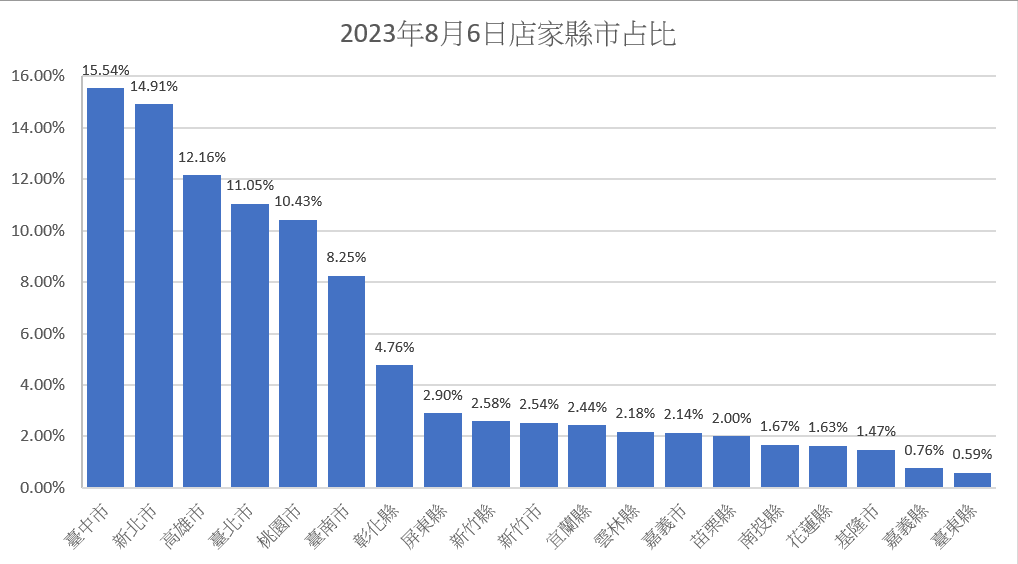 2023年8月6日店家縣市占比
16.00%
14.00%
12.00%
10.00%
8.00%
6.00%
4.00%
2.00%
0.00%
15.54%
14.91%
12.16%
11.05%
10.43%
8.25%
4.76%
2.90%
2.58%
2.54%
2.44%
2.18%
2.14%
2.00%
1.67%
1.63%
1.47%
0.76%
0.59%
臺中市
新北市
高雄市
臺北市
桃園市
臺南市
彰化縣
屏東縣
新竹縣
新竹市
宜蘭縣
雲林縣
嘉義市
苗栗縣
南投縣
花蓮縣
基隆市
嘉義縣
臺東縣